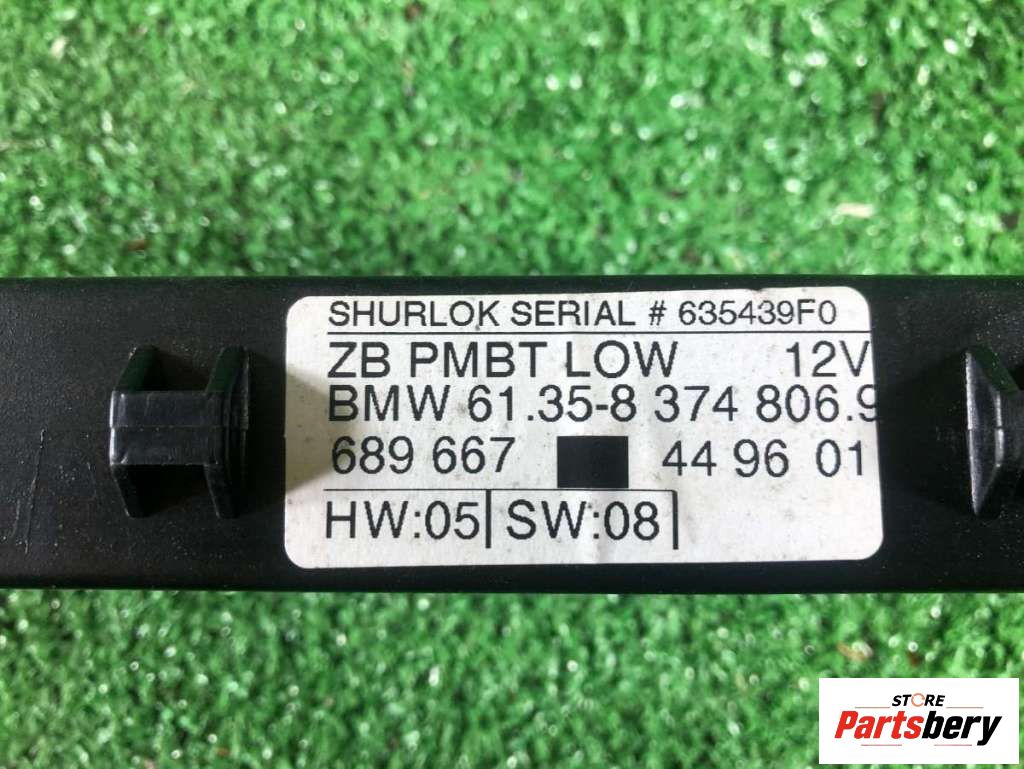 SHURLOK SERIAL # 635439F0
ZB PMBT LOW 12V
BMW 61.35-8 374 806.9
689 667 44 96 01
HW:05 SW:08
STORE
Partsbery